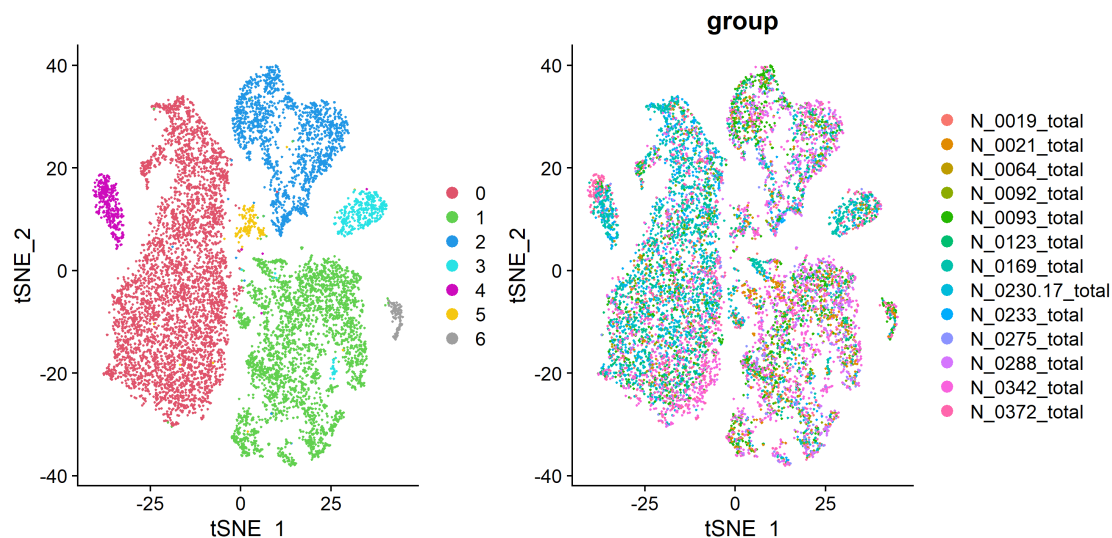 group
40
20
0
-20
-40
tSNE_2
-25
0
25
tSNE_1
0
1
2
3
4
5
6
40
20
0
-20
-40
tSNE_2
-25
0
25
tSNE_1
N_0019_total
N_0021_total
N_0064_total
N_0092_total
N_0093_total
N_0123_total
N_0169_total
N_0230.17_total
N_0233_total
N_0275_total
N_0288_total
N_0342_total
N_0372_total